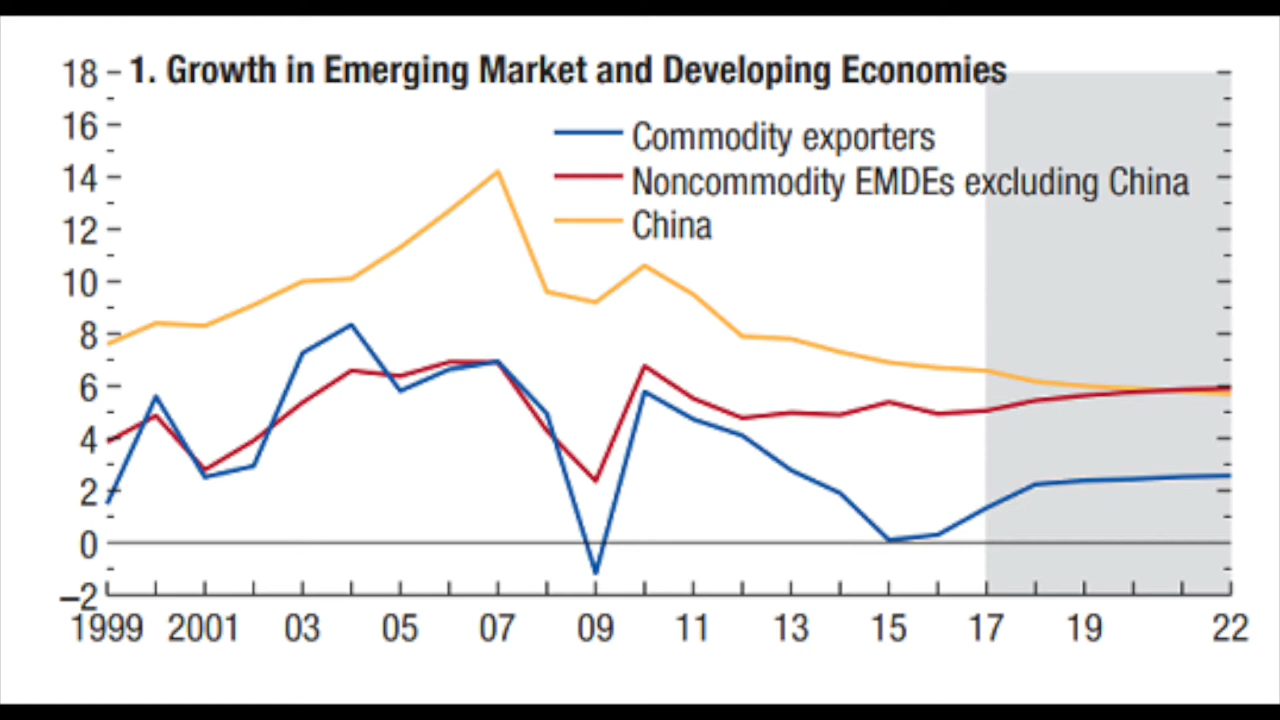 1. Growth in Emerging Market and Developing Economies
18
16
14
12
10
8
6
4
2
0
–2
Commodity exporters
Noncommodity EMDEs excluding China
China
1999 2001 03 05 07 09 11 13 15 17 19 22